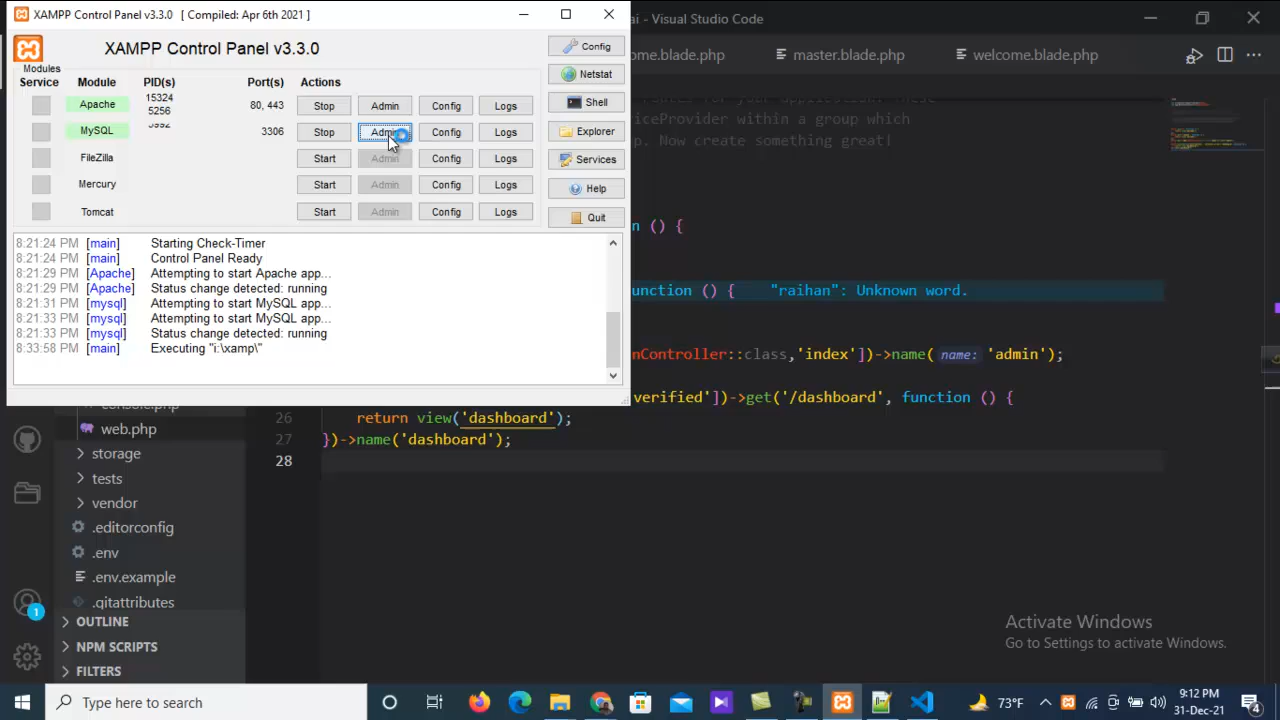 XAMPP Control Panel v3.3.0 [ Compiled: Apr 6th 2021 ]
ai - Visual Studio Code
XAMPP Control Panel v3.3.0
Config
Modules
Service Module PID(s) Port(s) Actions
Netstat
Apache 15324 5256 80, 443 Stop Admin Config Logs
Shell
MySQL 3306 Stop Admin Config Logs
Explorer
FileZilla Start Admin Config Logs
Services
Mercury Start Admin Config Logs
Help
Tomcat Start Admin Config Logs
Quit
8:21:24 PM [main] Starting Check-Timer
8:21:24 PM [main] Control Panel Ready
8:21:29 PM [Apache] Attempting to start Apache app...
8:21:29 PM [Apache] Status change detected: running
8:21:31 PM [mysql] Attempting to start MySQL app...
8:21:33 PM [mysql] Attempting to start MySQL app...
8:21:33 PM [mysql] Status change detected: running
8:33:58 PM [main] Executing "i:\xamp\"
ome.blade.php master.blade.php welcome.blade.php
iceProvider within a group which
p. Now create something great!
n () {
unction () { "raihan": Unknown word.
nController::class,'index'])->name( name: 'admin');
verified'])->get('/dashboard', function () {
26 return view('dashboard');
27 })->name('dashboard');
28
console.php
web.php
storage
tests
vendor
.editorconfig
.env
.env.example
.gitattributes
OUTLINE
NPM SCRIPTS
FILTERS
1
Activate Windows
Go to Settings to activate Windows.
Type here to search
73°F
9:12 PM
31-Dec-21
4